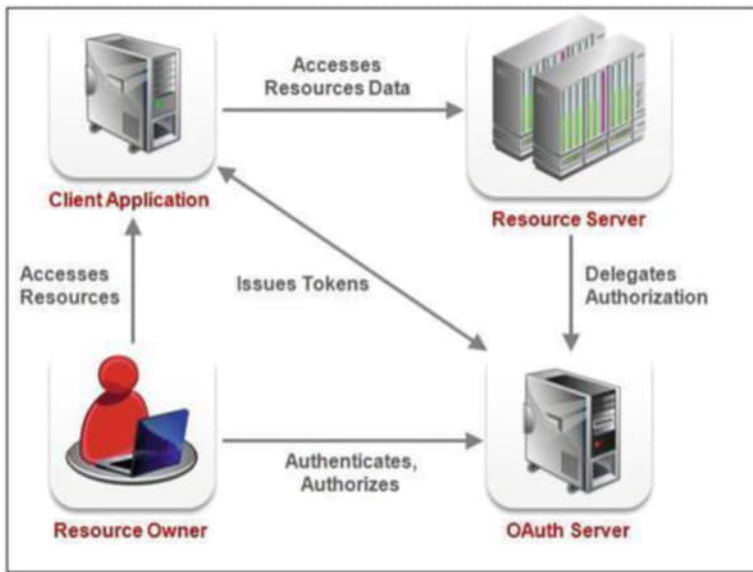 Accesses
Resources Data
Client Application
Resource Server
Accesses
Resources
Issues Tokens
Delegates
Authorization
Authenticates,
Authorizes
Resource Owner
OAuth Server